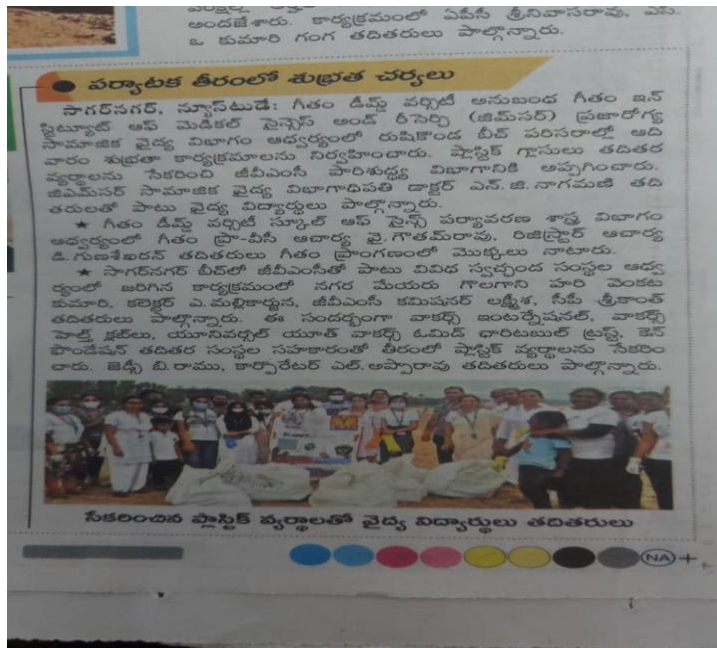 అందజేశారు. కార్యక్రమంలో ఏపీసీ శ్రీనివాసరావు, ఎస్.
ఒ కుమారి గంగ తదితరులు పాల్గొన్నారు.
పర్యాటక తీరంలో శుభ్రత చర్యలు
సాగర్‌నగర్, న్యూస్‌టుడే: గీతం డీమ్డ్ వర్సిటీ అనుబంధ గీతం ఇన్
స్టిట్యూట్ ఆఫ్ మెడికల్ సైన్సెస్ అండ్ రీసెర్చి (జిమ్‌సర్) ప్రజారోగ్య
సామాజిక వైద్య విభాగం ఆధ్వర్యంలో రుషికొండ బీచ్ పరిసరాల్లో ఆది
వారం శుభ్రతా కార్యక్రమాలను నిర్వహించారు. ప్లాస్టిక్ గ్లాసులు తదితర
వ్యర్థాలను సేకరించి జీవీఎంసీ పారిశుద్ధ్య విభాగానికి అప్పగించారు.
జీఎమ్‌సర్ సామాజిక వైద్య విభాగాధిపతి డాక్టర్ ఎన్.జి.నాగమణి తది
తరులతో పాటు వైద్య విద్యార్థులు పాల్గొన్నారు.
★ గీతం డీమ్డ్ వర్సిటీ స్కూల్ ఆఫ్ సైన్స్ పర్యావరణ శాస్త్ర విభాగం
ఆధ్వర్యంలో గీతం ప్రొ-వీసీ ఆచార్య వై.గౌతమ్‌రావు, రిజిస్ట్రార్ ఆచార్య
డి.గుణశేఖరన్ తదితరులు గీతం ప్రాంగణంలో మొక్కలు నాటారు.
★ సాగర్‌నగర్ బీచ్‌లో జీవీఎంసీతో పాటు వివిధ స్వచ్ఛంద సంస్థల ఆధ్వ
ర్యంలో జరిగిన కార్యక్రమంలో నగర మేయరు గొలగాని హరి వెంకట
కుమారి, కలెక్టర్ ఎ.మల్లికార్జున, జీవీఎంసీ కమిషనర్ లక్ష్మీశ, సీపీ శ్రీకాంత్
తదితరులు పాల్గొన్నారు. ఈ సందర్భంగా వాకర్స్ ఇంటర్నేషనల్, వాకర్స్
హెల్త్ క్లబ్‌లు, యూనివర్సల్ యూత్ వాకర్స్ ఓమిడ్ ఛారిటబుల్ ట్రస్ట్, కెన్
ఫౌండేషన్ తదితర సంస్థల సహకారంతో తీరంలో ప్లాస్టిక్ వ్యర్థాలను సేకరిం
చారు. జెడ్సీ బి.రాము, కార్పొరేటర్ ఎల్.అప్పారావు తదితరులు పాల్గొన్నారు.
సేకరించిన ప్లాస్టిక్ వ్యర్థాలతో వైద్య విద్యార్థులు తదితరులు
NA